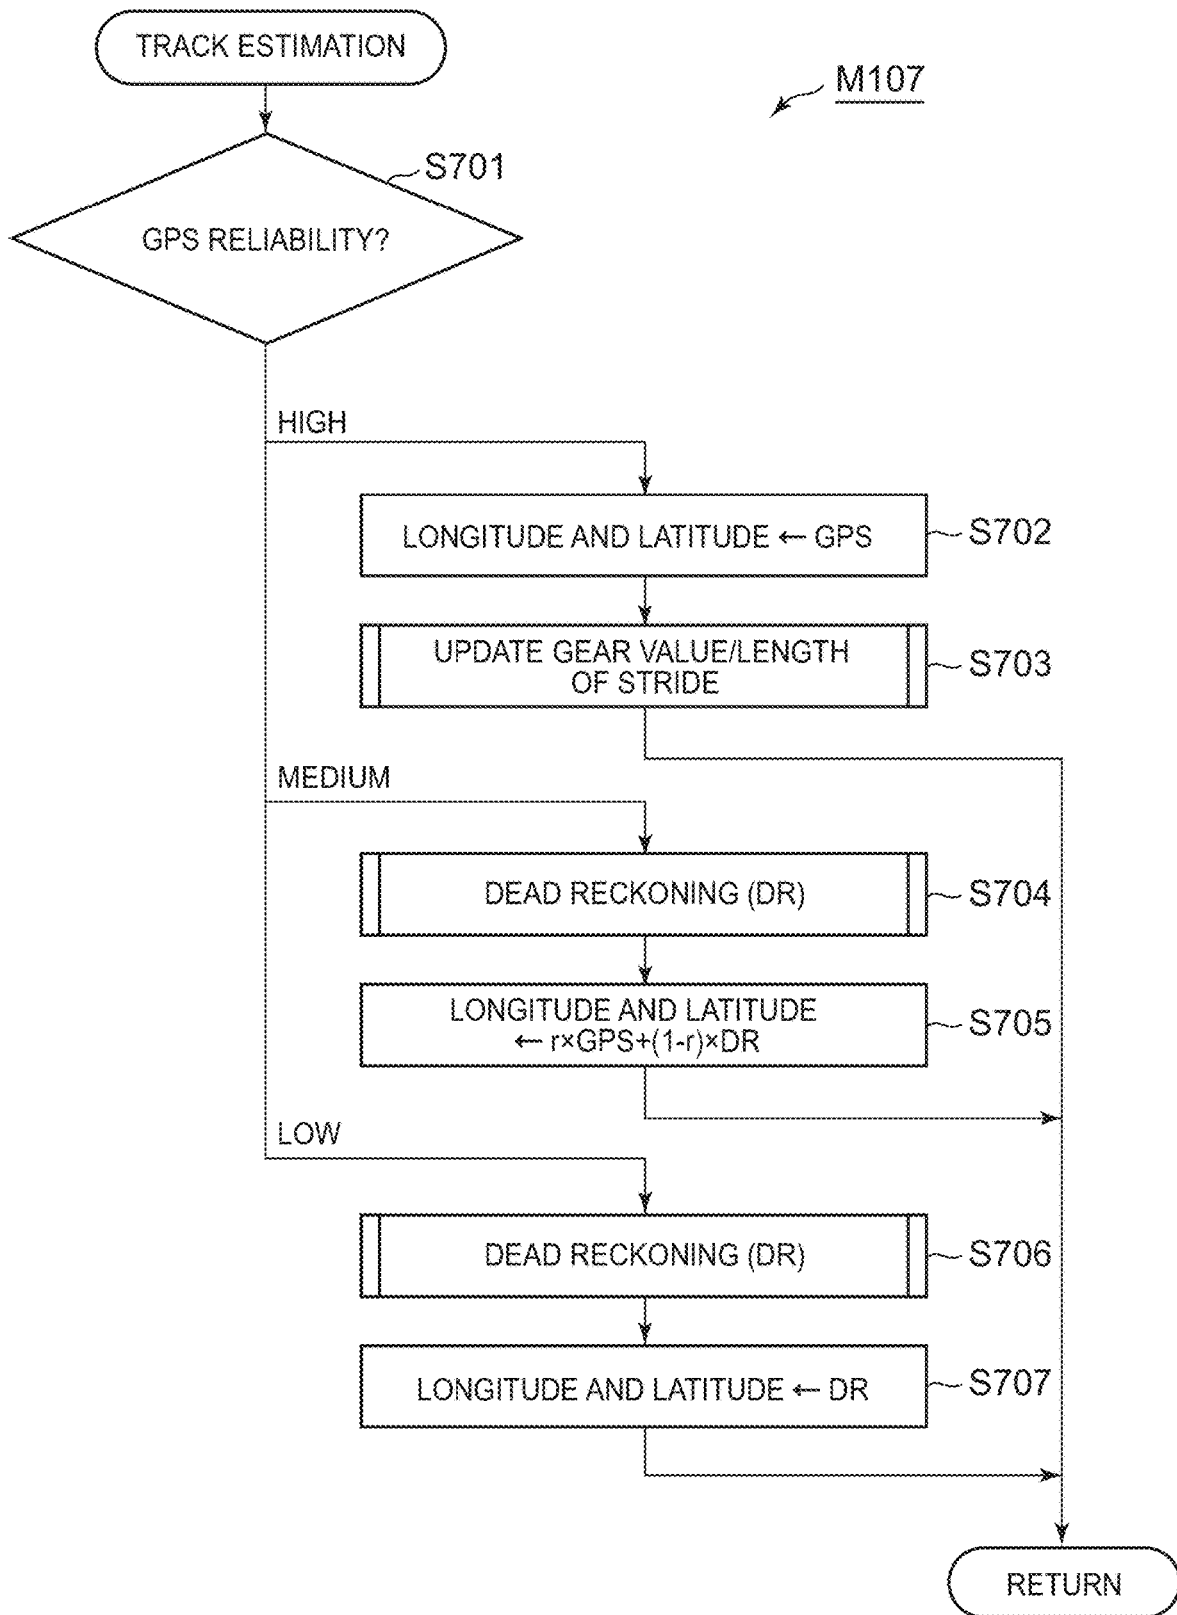 TRACK ESTIMATION
M107
S701
GPS RELIABILITY?
HIGH
LONGITUDE AND LATITUDE ← GPS
S702
UPDATE GEAR VALUE/LENGTH
OF STRIDE
S703
MEDIUM
DEAD RECKONING (DR)
S704
LONGITUDE AND LATITUDE
← r×GPS+(1-r)×DR
S705
LOW
DEAD RECKONING (DR)
S706
LONGITUDE AND LATITUDE ← DR
S707
RETURN